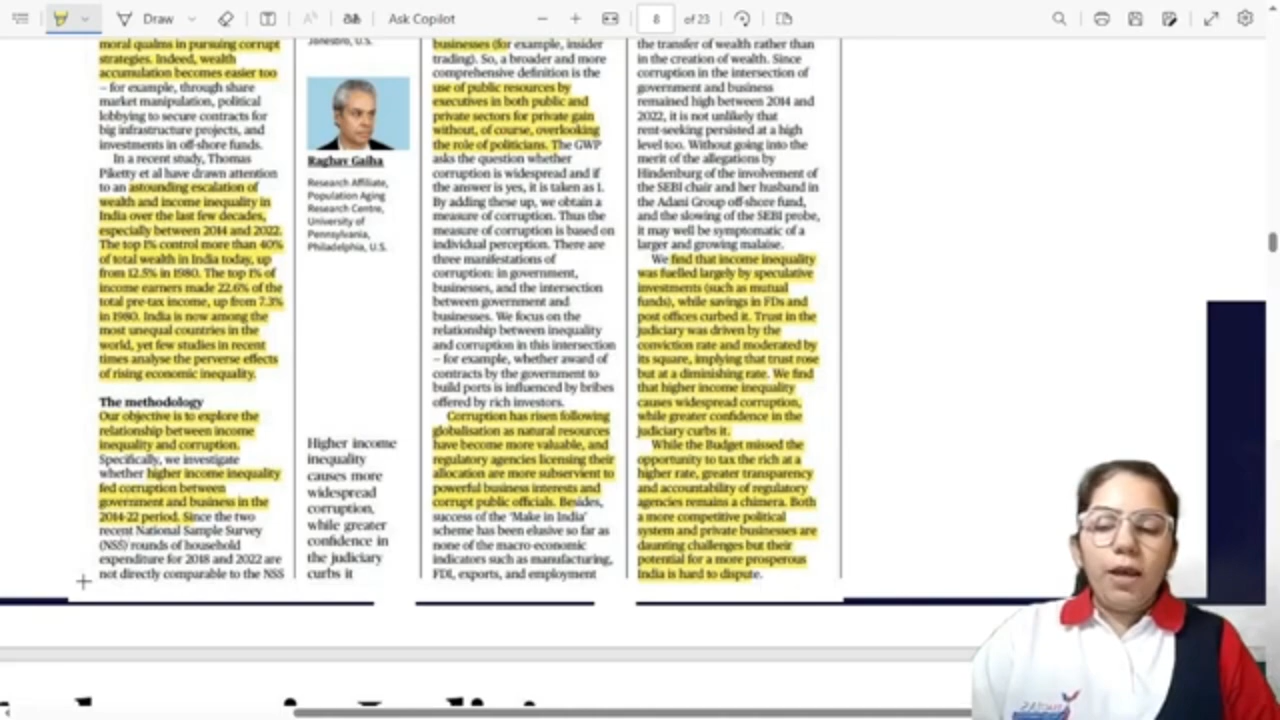 Draw
Ask Copilot
8
of 23
moral qualms in pursuing corrupt
strategies. Indeed, wealth
accumulation becomes easier too
– for example, through share
market manipulation, political
lobbying to secure contracts for
big infrastructure projects, and
investments in off-shore funds.
In a recent study, Thomas
Piketty et al have drawn attention
to an astounding escalation of
wealth and income inequality in
India over the last few decades,
especially between 2014 and 2022.
The top 1% control more than 40%
of total wealth in India today, up
from 12.5% in 1980. The top 1% of
income earners made 22.6% of the
total pre-tax income, up from 7.3%
in 1980. India is now among the
most unequal countries in the
world, yet few studies in recent
times analyse the perverse effects
of rising economic inequality.
The methodology
Our objective is to explore the
relationship between income
inequality and corruption.
Specifically, we investigate
whether higher income inequality
fed corruption between
government and business in the
2014-22 period. Since the two
recent National Sample Survey
(NSS) rounds of household
expenditure for 2018 and 2022 are
not directly comparable to the NSS
Jonesbro, U.S.
Raghav Gaiha
Research Affiliate,
Population Aging
Research Centre,
University of
Pennsylvania,
Philadelphia, U.S.
Higher income
inequality
causes more
widespread
corruption,
while greater
confidence in
the judiciary
curbs it
businesses (for example, insider
trading). So, a broader and more
comprehensive definition is the
use of public resources by
executives in both public and
private sectors for private gain
without, of course, overlooking
the role of politicians. The GWP
asks the question whether
corruption is widespread and if
the answer is yes, it is taken as 1.
By adding these up, we obtain a
measure of corruption. Thus the
measure of corruption is based on
individual perception. There are
three manifestations of
corruption: in government,
businesses, and the intersection
between government and
businesses. We focus on the
relationship between inequality
and corruption in this intersection
– for example, whether award of
contracts by the government to
build ports is influenced by bribes
offered by rich investors.
Corruption has risen following
globalisation as natural resources
have become more valuable, and
regulatory agencies licensing their
allocation are more subservient to
powerful business interests and
corrupt public officials. Besides,
success of the 'Make in India'
scheme has been elusive so far as
none of the macro-economic
indicators such as manufacturing,
FDI, exports, and employment
the transfer of wealth rather than
in the creation of wealth. Since
corruption in the intersection of
government and business
remained high between 2014 and
2022, it is not unlikely that
rent-seeking persisted at a high
level too. Without going into the
merit of the allegations by
Hindenburg of the involvement of
the SEBI chair and her husband in
the Adani Group off-shore fund,
and the slowing of the SEBI probe,
it may well be symptomatic of a
larger and growing malaise.
We find that income inequality
was fuelled largely by speculative
investments (such as mutual
funds), while savings in FDs and
post offices curbed it. Trust in the
judiciary was driven by the
conviction rate and moderated by
its square, implying that trust rose
but at a diminishing rate. We find
that higher income inequality
causes widespread corruption,
while greater confidence in the
judiciary curbs it.
While the Budget missed the
opportunity to tax the rich at a
higher rate, greater transparency
and accountability of regulatory
agencies remains a chimera. Both
a more competitive political
system and private businesses are
daunting challenges but their
potential for a more prosperous
India is hard to dispute.